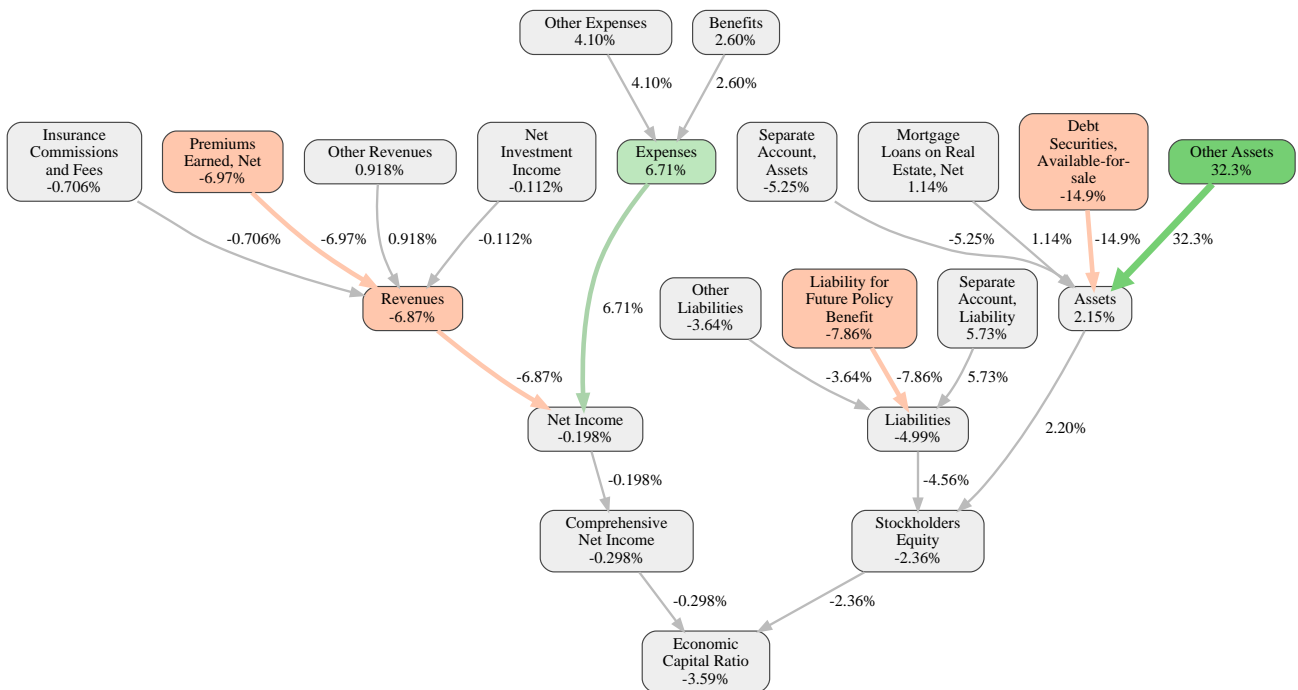 Other Expenses
4.10%
Benefits
2.60%
4.10%
2.60%
Insurance
Commissions
and Fees
-0.706%
Premiums
Earned, Net
-6.97%
Other Revenues
0.918%
Net
Investment
Income
-0.112%
Expenses
6.71%
Separate
Account,
Assets
-5.25%
Mortgage
Loans on Real
Estate, Net
1.14%
Debt
Securities,
Available-for-
sale
-14.9%
Other Assets
32.3%
-0.706%
-6.97%
0.918%
-0.112%
-5.25%
1.14%
-14.9%
32.3%
Revenues
-6.87%
6.71%
Other
Liabilities
-3.64%
Liability for
Future Policy
Benefit
-7.86%
Separate
Account,
Liability
5.73%
Assets
2.15%
-6.87%
-3.64%
-7.86%
5.73%
2.20%
Net Income
-0.198%
Liabilities
-4.99%
-0.198%
-4.56%
Comprehensive
Net Income
-0.298%
Stockholders
Equity
-2.36%
-0.298%
-2.36%
Economic
Capital Ratio
-3.59%